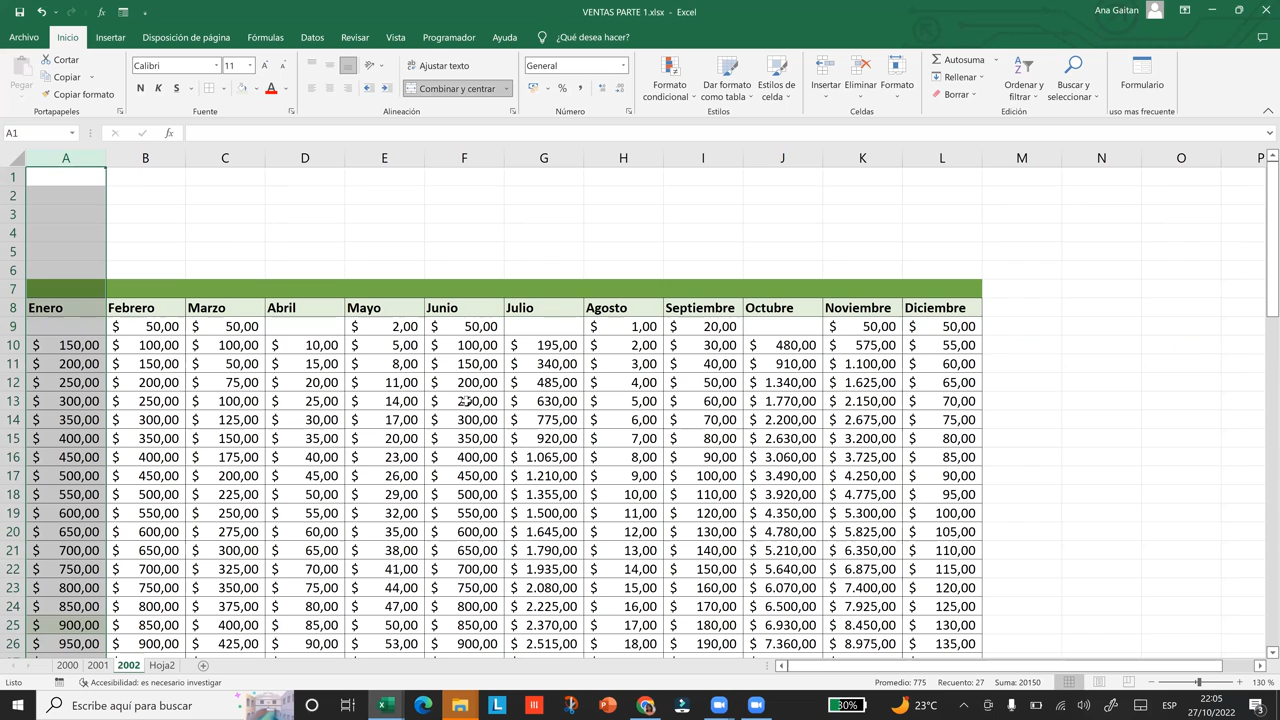 VENTAS PARTE 1.xlsx - Excel
Ana Gaitan
Archivo Inicio Insertar Disposición de página Fórmulas Datos Revisar Vista Programador Ayuda ¿Qué desea hacer?
Pegar
Cortar
Copiar
Copiar formato
Portapapeles
Calibri 11
N K S
Fuente
Ajustar texto
Combinar y centrar
Alineación
General
Número
Formato condicional
Dar formato como tabla
Estilos de celda
Estilos
Insertar Eliminar Formato
Celdas
Autosuma
Rellenar
Borrar
Ordenar y filtrar
Buscar y seleccionar
Edición
Formulario
uso mas frecuente
A1 fx
A B C D E F G H I J K L M N O P
1
2
3
4
5
6
7
8 Enero Febrero Marzo Abril Mayo Junio Julio Agosto Septiembre Octubre Noviembre Diciembre
9 $ 50,00 $ 50,00 $ 2,00 $ 50,00 $ 1,00 $ 20,00 $ 50,00 $ 50,00
10 $ 150,00 $ 100,00 $ 100,00 $ 10,00 $ 5,00 $ 100,00 $ 195,00 $ 2,00 $ 30,00 $ 480,00 $ 575,00 $ 55,00
11 $ 200,00 $ 150,00 $ 50,00 $ 15,00 $ 8,00 $ 150,00 $ 340,00 $ 3,00 $ 40,00 $ 910,00 $ 1.100,00 $ 60,00
12 $ 250,00 $ 200,00 $ 75,00 $ 20,00 $ 11,00 $ 200,00 $ 485,00 $ 4,00 $ 50,00 $ 1.340,00 $ 1.625,00 $ 65,00
13 $ 300,00 $ 250,00 $ 100,00 $ 25,00 $ 14,00 $ $ 630,00 $ 5,00 $ 60,00 $ 1.770,00 $ 2.150,00 $ 70,00
14 $ 350,00 $ 300,00 $ 125,00 $ 30,00 $ 17,00 $ 300,00 $ 775,00 $ 6,00 $ 70,00 $ 2.200,00 $ 2.675,00 $ 75,00
15 $ 400,00 $ 350,00 $ 150,00 $ 35,00 $ 20,00 $ 350,00 $ 920,00 $ 7,00 $ 80,00 $ 2.630,00 $ 3.200,00 $ 80,00
16 $ 450,00 $ 400,00 $ 175,00 $ 40,00 $ 23,00 $ 400,00 $ 1.065,00 $ 8,00 $ 90,00 $ 3.060,00 $ 3.725,00 $ 85,00
17 $ 500,00 $ 450,00 $ 200,00 $ 45,00 $ 26,00 $ 450,00 $ 1.210,00 $ 9,00 $ 100,00 $ 3.490,00 $ 4.250,00 $ 90,00
18 $ 550,00 $ 500,00 $ 225,00 $ 50,00 $ 29,00 $ 500,00 $ 1.355,00 $ 10,00 $ 110,00 $ 3.920,00 $ 4.775,00 $ 95,00
19 $ 600,00 $ 550,00 $ 250,00 $ 55,00 $ 32,00 $ 550,00 $ 1.500,00 $ 11,00 $ 120,00 $ 4.350,00 $ 5.300,00 $ 100,00
20 $ 650,00 $ 600,00 $ 275,00 $ 60,00 $ 35,00 $ 600,00 $ 1.645,00 $ 12,00 $ 130,00 $ 4.780,00 $ 5.825,00 $ 105,00
21 $ 700,00 $ 650,00 $ 300,00 $ 65,00 $ 38,00 $ 650,00 $ 1.790,00 $ 13,00 $ 140,00 $ 5.210,00 $ 6.350,00 $ 110,00
22 $ 750,00 $ 700,00 $ 325,00 $ 70,00 $ 41,00 $ 700,00 $ 1.935,00 $ 14,00 $ 150,00 $ 5.640,00 $ 6.875,00 $ 115,00
23 $ 800,00 $ 750,00 $ 350,00 $ 75,00 $ 44,00 $ 750,00 $ 2.080,00 $ 15,00 $ 160,00 $ 6.070,00 $ 7.400,00 $ 120,00
24 $ 850,00 $ 800,00 $ 375,00 $ 80,00 $ 47,00 $ 800,00 $ 2.225,00 $ 16,00 $ 170,00 $ 6.500,00 $ 7.925,00 $ 125,00
25 $ 900,00 $ 850,00 $ 400,00 $ 85,00 $ 50,00 $ 850,00 $ 2.370,00 $ 17,00 $ 180,00 $ 6.930,00 $ 8.450,00 $ 130,00
26 $ 950,00 $ 900,00 $ 425,00 $ 90,00 $ 53,00 $ 900,00 $ 2.515,00 $ 18,00 $ 190,00 $ 7.360,00 $ 8.975,00 $ 135,00
2000 2001 2002 Hoja2
Listo Accesibilidad: es necesario investigar Promedio: 775 Recuento: 27 Suma: 20150 130 %
Escribe aquí para buscar
30% 23°C ESP
22:05
27/10/2022